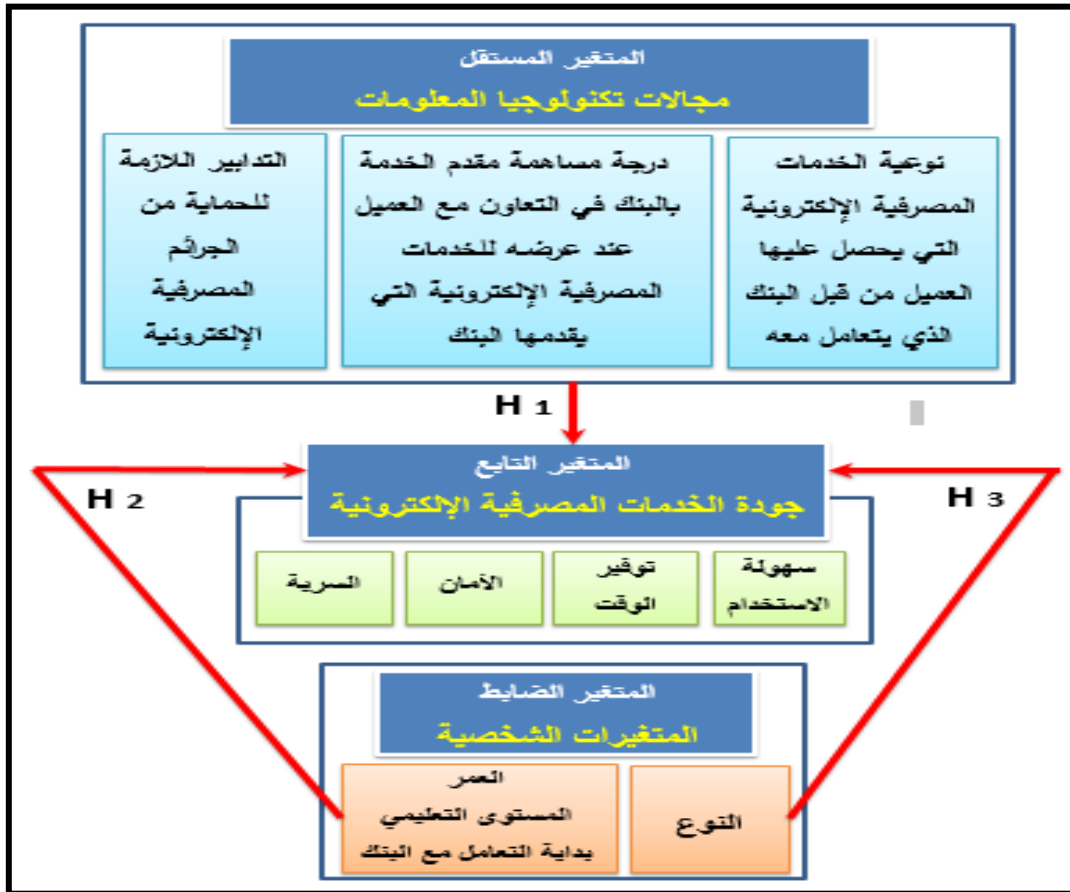 المتغير المستقل
مجالات تكنولوجيا المعلومات
نوعية الخدمات
المصرفية الإلكترونية
التي يحصل عليها
العميل من قبل البنك
الذي يتعامل معه
درجة مساهمة مقدم الخدمة
بالبنك في التعاون مع العميل
عند عرضه للخدمات
المصرفية الإلكترونية التي
يقدمها البنك
التدابير اللازمة
للحماية من
الجرائم
المصرفية
الإلكترونية
H 1
المتغير التابع
جودة الخدمات المصرفية الإلكترونية
H 3
H 2
سهولة
الاستخدام
توفير
الوقت
الأمان
السرية
المتغير الضابط
المتغيرات الشخصية
النوع
العمر
المستوى التعليمي
بداية التعامل مع البنك